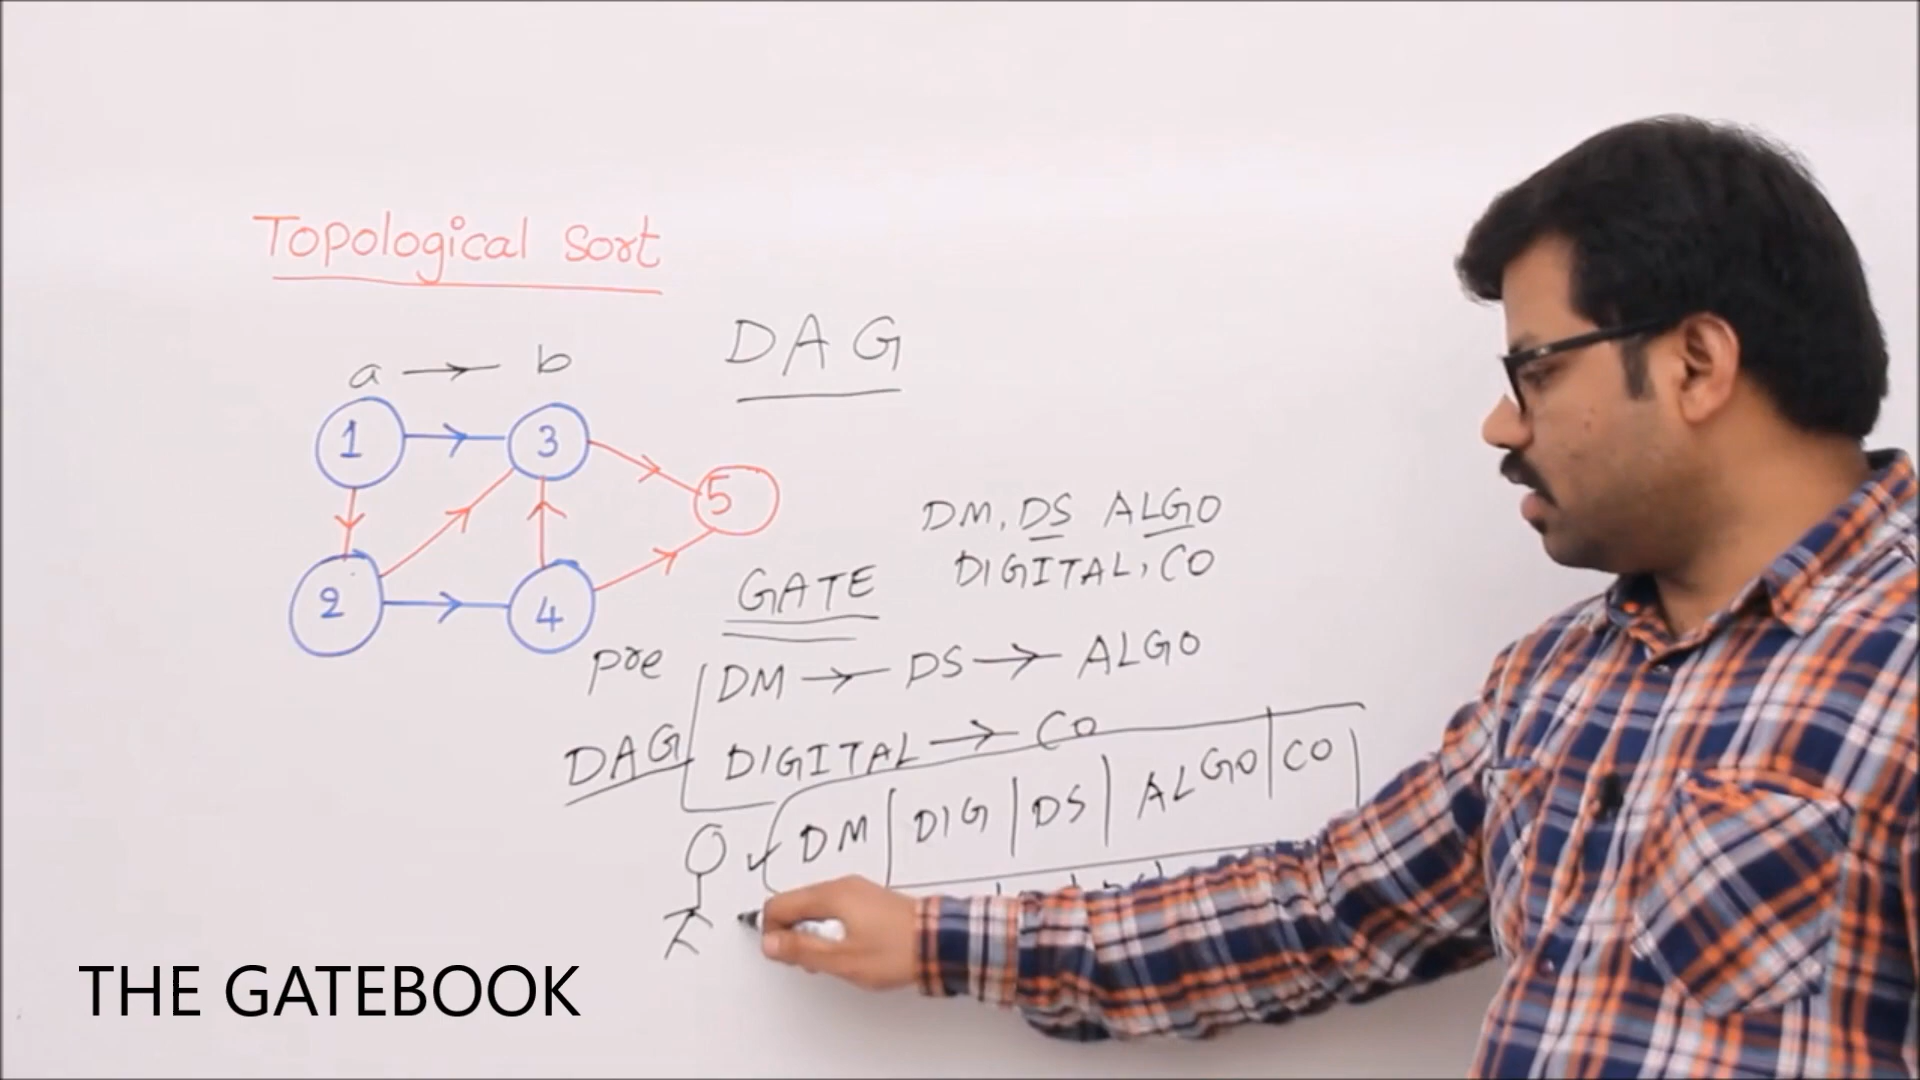 Topological sort
DAG
a → b
1 3
5
2 4
DM, DS ALGO
DIGITAL, CO
GATE
pre
DM → DS → ALGO
DAG
DIGITAL → CO
DM | DIG | DS | ALGO | CO
THE GATEBOOK